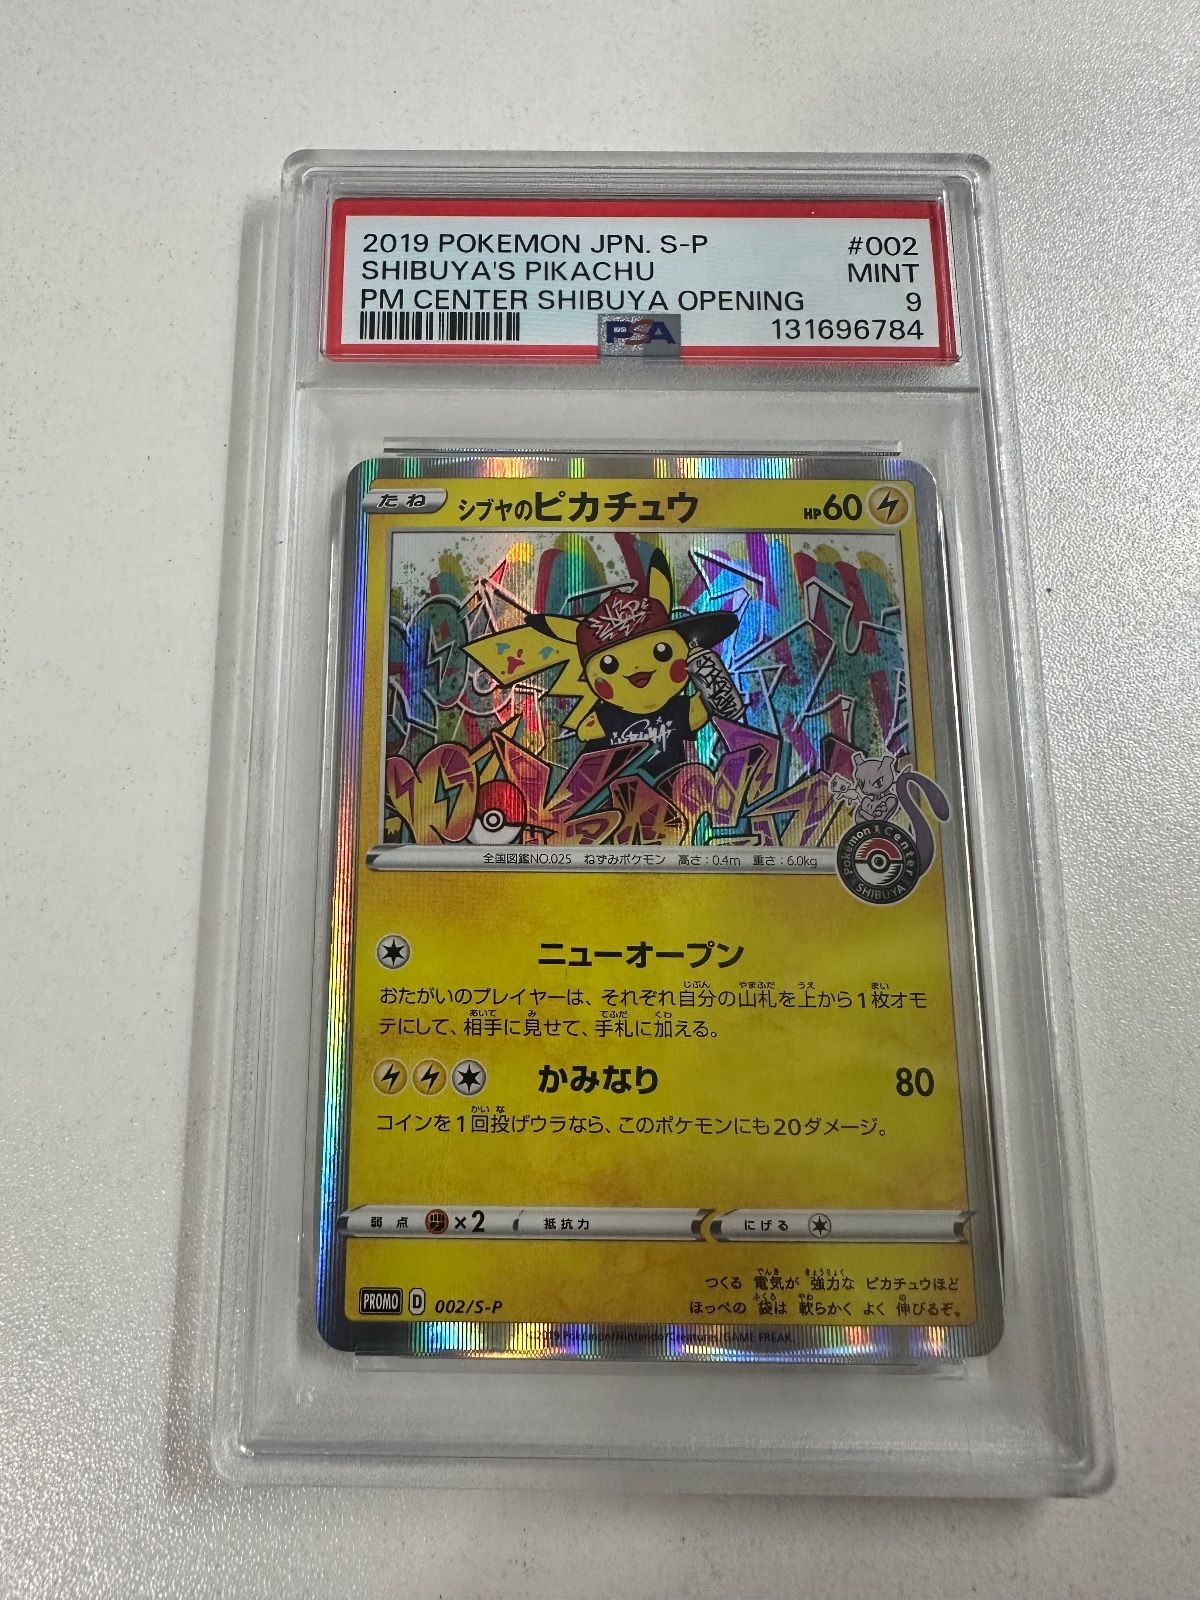 2019 POKEMON JPN. S-P #002
SHIBUYA'S PIKACHU MINT
PM CENTER SHIBUYA OPENING 9
PSA 131696784
たね シブヤのピカチュウ HP60
全国図鑑NO.025 ねずみポケモン 高さ:0.4m 重さ:6.0kg
Pokémon Center
SHIBUYA
ニューオープン
おたがいのプレイヤーは、それぞれ自分の山札を上から1枚オモ
テにして、相手に見せて、手札に加える。
かみなり 80
コインを1回投げウラなら、このポケモンにも20ダメージ。
弱点 ×2 抵抗力 にげる
つくる 電気が 強力な ピカチュウほど
ほっぺの 袋は 軟らかく よく 伸びるぞ。
PROMO D 002/S-P
©2019 Pokémon/Nintendo/Creatures/GAME FREAK.